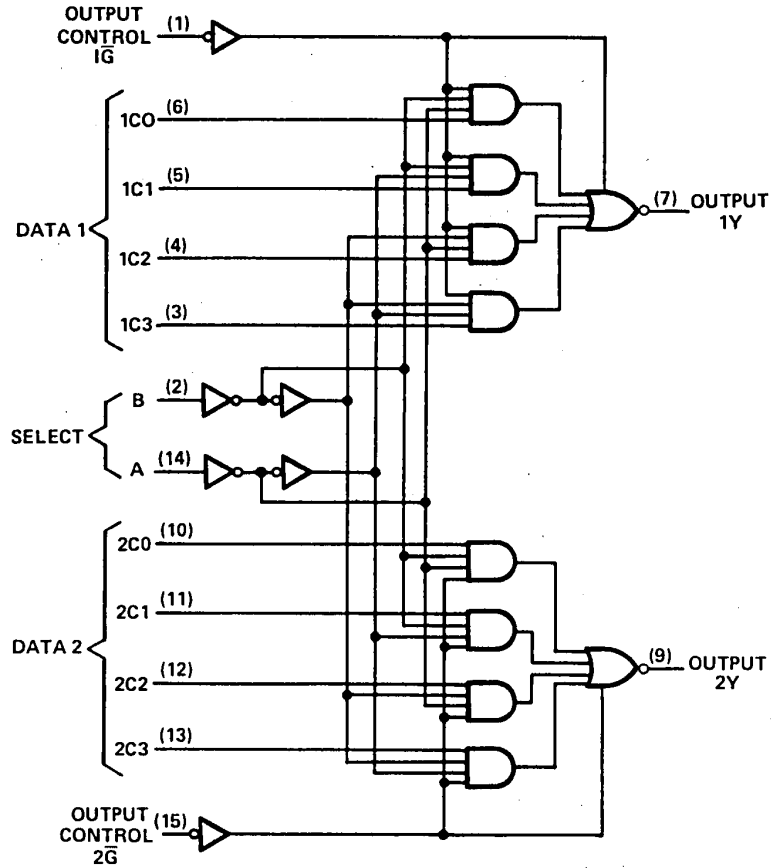 OUTPUT (1)
CONTROL
1G̅
(6)
1C0
(5)
1C1
(7) OUTPUT
1Y
DATA 1
(4)
1C2
(3)
1C3
B (2)
SELECT
A (14)
(10)
2C0
(11)
2C1
DATA 2
(9) OUTPUT
2Y
(12)
2C2
(13)
2C3
OUTPUT (15)
CONTROL
2G̅